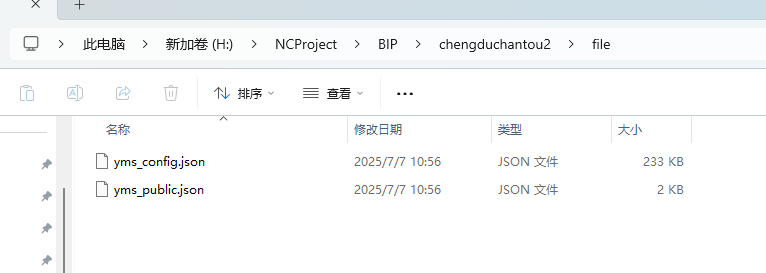 此电脑 > 新加卷 (H:) > NCProject > BIP > chengduchantou2 > file
排序 查看
名称 修改日期 类型 大小
yms_config.json 2025/7/7 10:56 JSON 文件 233 KB
yms_public.json 2025/7/7 10:56 JSON 文件 2 KB